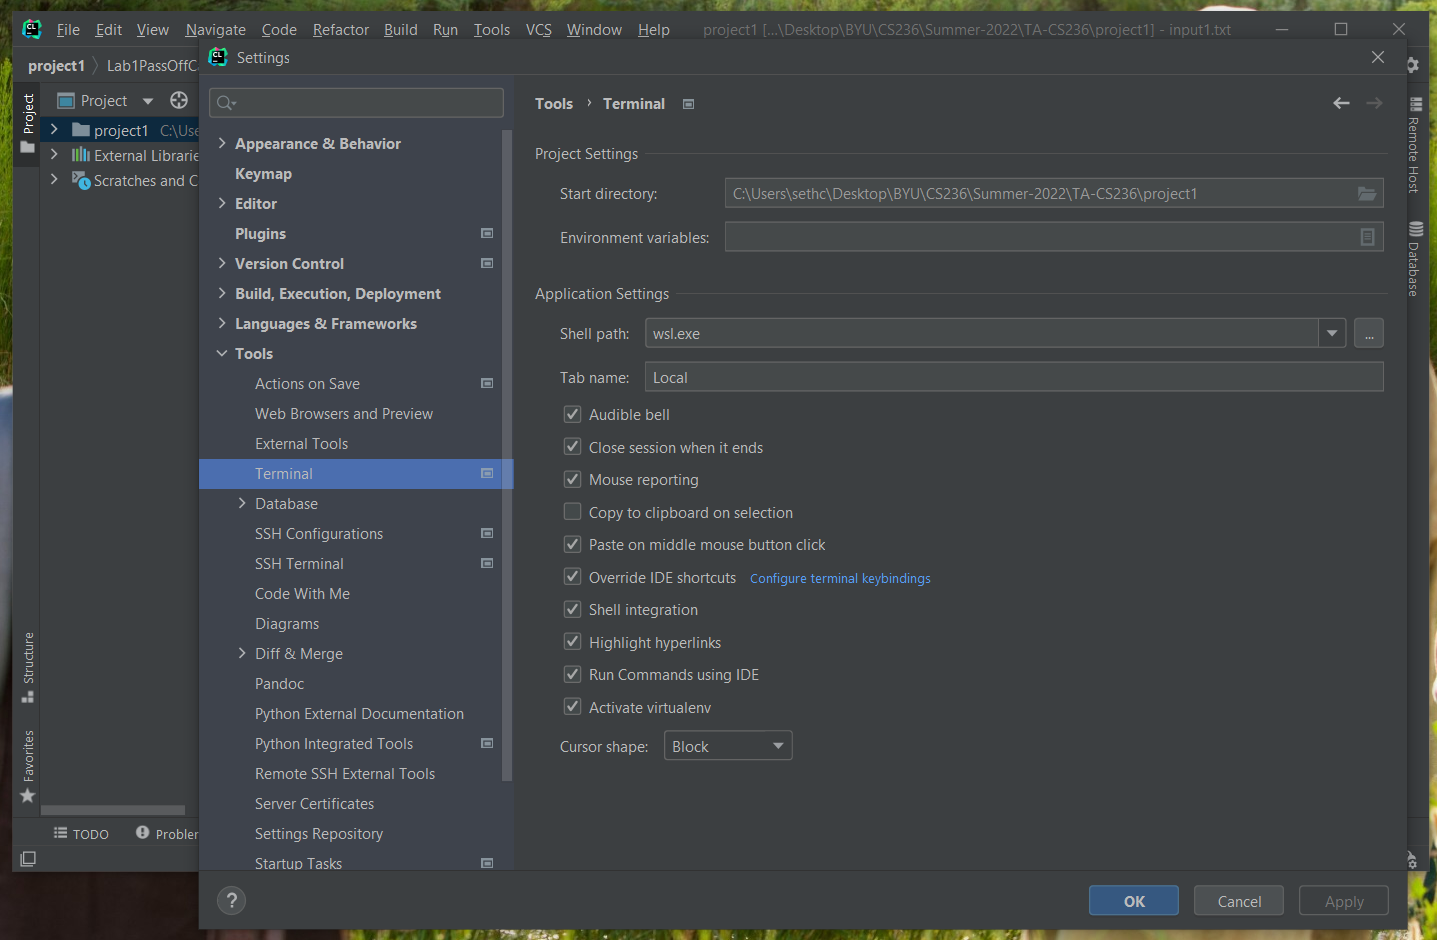 CL File Edit View Navigate Code Refactor Build Run Tools VCS Window Help project1 [...\Desktop\BYU\CS236\Summer-2022\TA-CS236\project1] - input1.txt
project1 Lab1PassOffC
Project
Project
project1 C:\Use
External Librarie
Scratches and C
Structure
Favorites
TODO Probler
Remote Host
Database
CL Settings
Appearance & Behavior
Keymap
Editor
Plugins
Version Control
Build, Execution, Deployment
Languages & Frameworks
Tools
Actions on Save
Web Browsers and Preview
External Tools
Terminal
Database
SSH Configurations
SSH Terminal
Code With Me
Diagrams
Diff & Merge
Pandoc
Python External Documentation
Python Integrated Tools
Remote SSH External Tools
Server Certificates
Settings Repository
Startup Tasks
Tools › Terminal
Project Settings
Start directory: C:\Users\sethc\Desktop\BYU\CS236\Summer-2022\TA-CS236\project1
Environment variables:
Application Settings
Shell path: wsl.exe ...
Tab name: Local
Audible bell
Close session when it ends
Mouse reporting
Copy to clipboard on selection
Paste on middle mouse button click
Override IDE shortcuts Configure terminal keybindings
Shell integration
Highlight hyperlinks
Run Commands using IDE
Activate virtualenv
Cursor shape: Block
? OK Cancel Apply